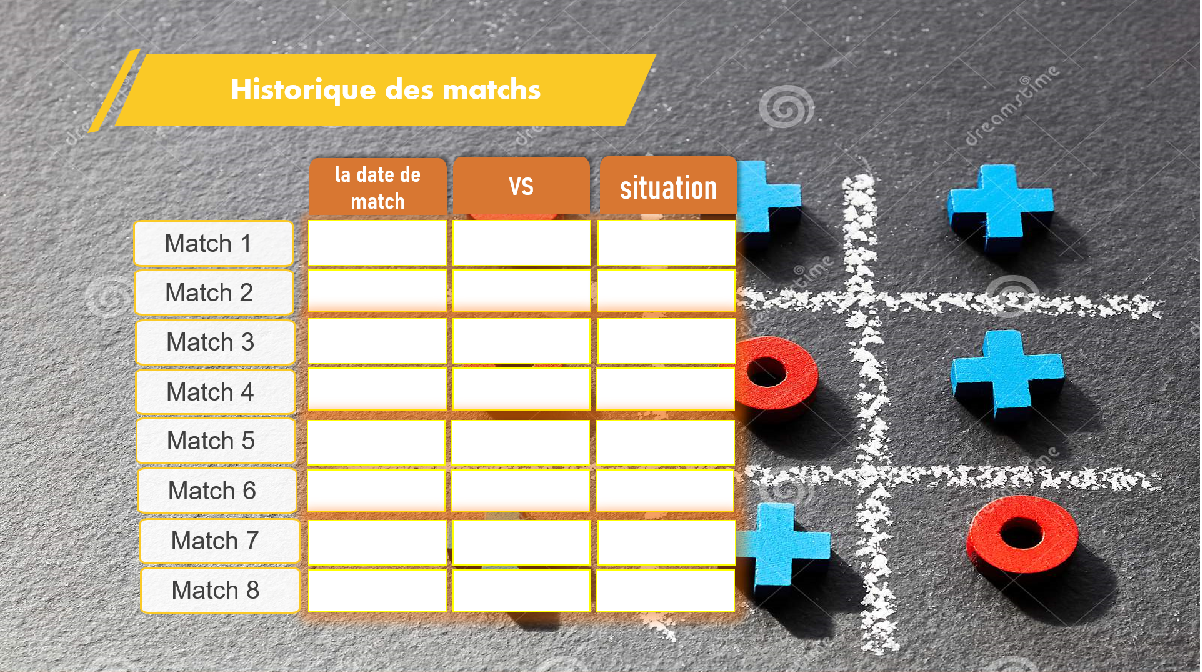 Historique des matchs
la date de
match
VS
situation
Match 1
Match 2
Match 3
Match 4
Match 5
Match 6
Match 7
Match 8
dreamstime
dreamstime